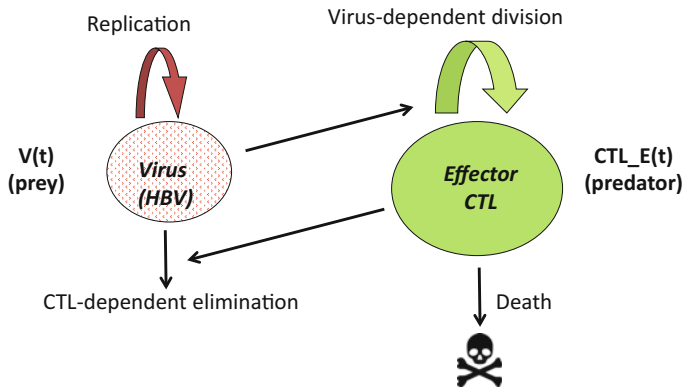 Replication
Virus-dependent division
V(t)
(prey)
Virus
(HBV)
Effector
CTL
CTL_E(t)
(predator)
CTL-dependent elimination
Death